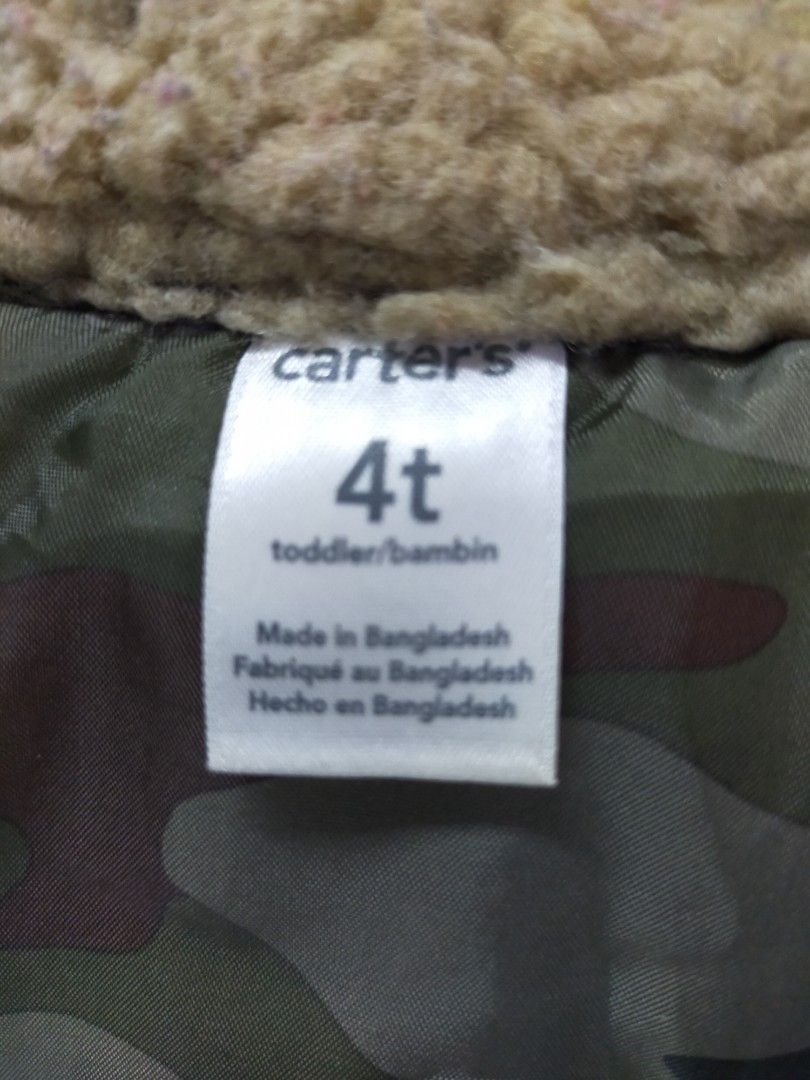 carter's
4t
toddler/bambin
Made in Bangladesh
Fabriqué au Bangladesh
Hecho en Bangladesh